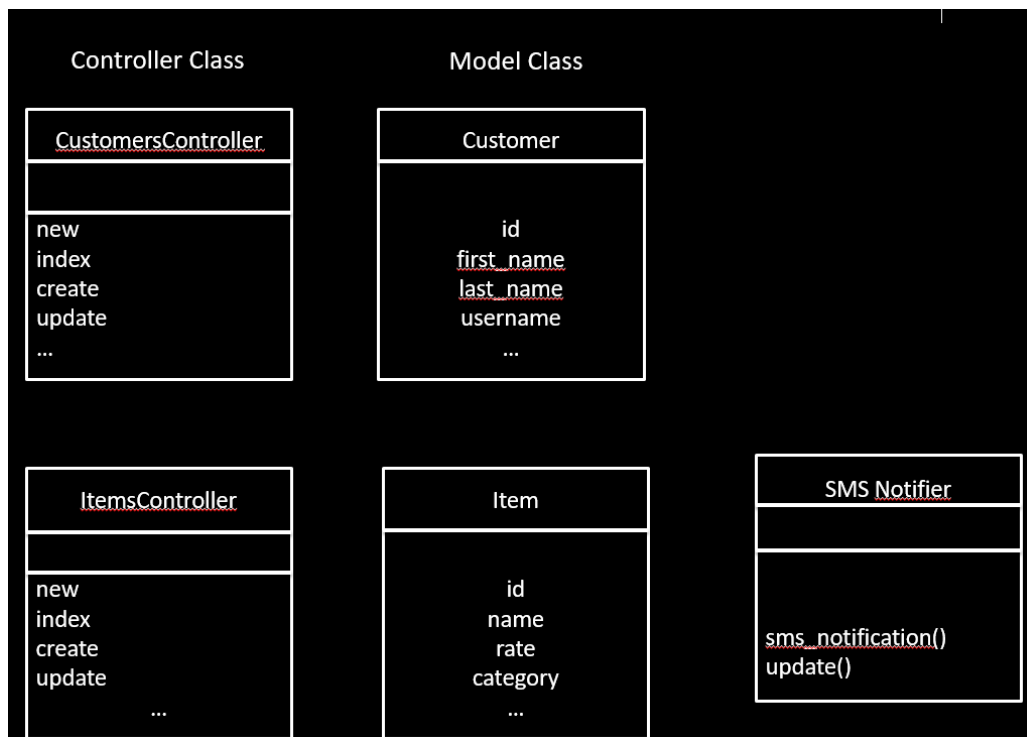 Controller Class
Model Class
CustomersController
new
index
create
update
...
Customer
id
first_name
last_name
username
...
ItemsController
new
index
create
update
...
Item
id
name
rate
category
...
SMS Notifier
sms_notification()
update()